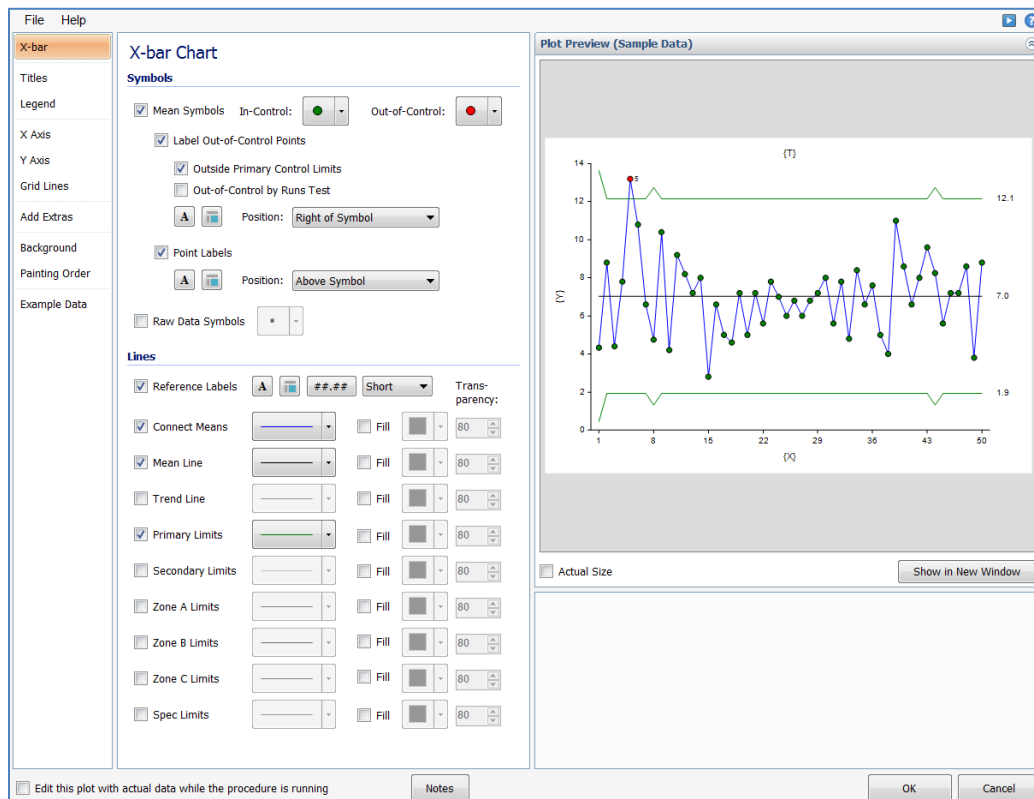 File Help
X-bar
Titles
Legend
X Axis
Y Axis
Grid Lines
Add Extras
Background
Painting Order
Example Data
X-bar Chart
Symbols
Mean Symbols In-Control: Out-of-Control:
Label Out-of-Control Points
Outside Primary Control Limits
Out-of-Control by Runs Test
A Position: Right of Symbol
Point Labels
A Position: Above Symbol
Raw Data Symbols
Lines
Reference Labels A ##.## Short Trans-
parency:
Connect Means Fill 80
Mean Line Fill 80
Trend Line Fill 80
Primary Limits Fill 80
Secondary Limits Fill 80
Zone A Limits Fill 80
Zone B Limits Fill 80
Zone C Limits Fill 80
Spec Limits Fill 80
Plot Preview (Sample Data)
{T}
14
12
10
8
6
4
2
0
{Y}
5
12.1
7.0
1.9
1 8 15 22 29 36 43 50
{X}
Actual Size Show in New Window
Edit this plot with actual data while the procedure is running Notes OK Cancel